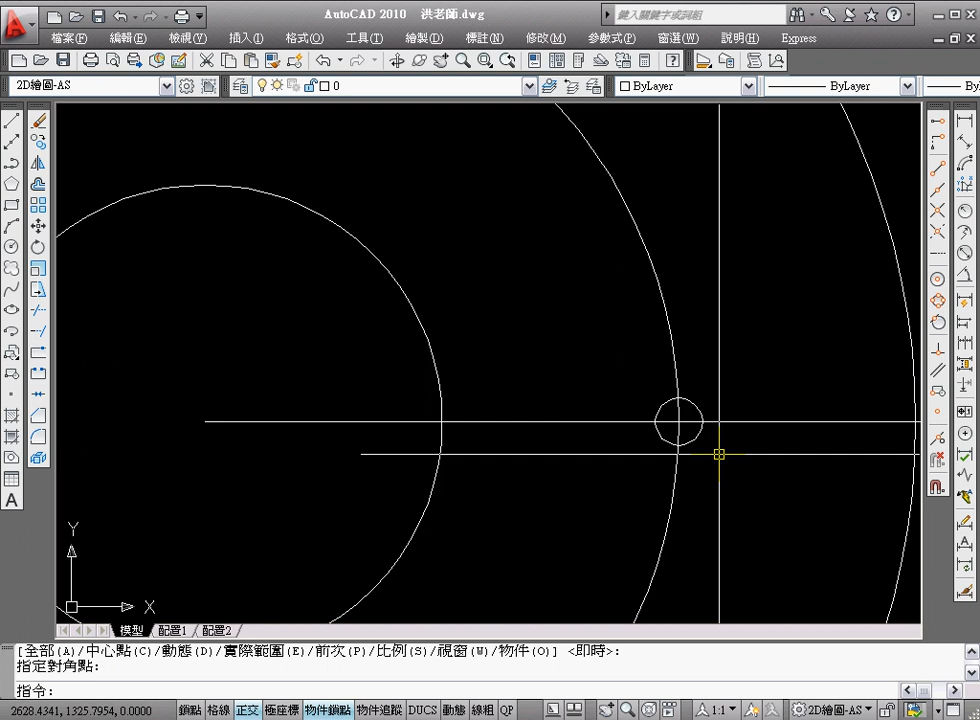 AutoCAD 2010 洪老師.dwg
鍵入關鍵字或詞組
檔案(F) 編輯(E) 檢視(V) 插入(I) 格式(O) 工具(T) 繪製(D) 標註(N) 修改(M) 參數式(P) 視窗(W) 說明(H) Express
2D繪圖-AS 0 ByLayer ByLayer By
Y
X
模型 配置1 配置2
[全部(A)/中心點(C)/動態(D)/實際範圍(E)/前次(P)/比例(S)/視窗(W)/物件(O)] <即時>:
指定對角點:
指令:
2628.4341, 1325.7954, 0.0000 鎖點 格線 正交 極座標 物件鎖點 物件追蹤 DUCS 動態 線粗 QP 1:1 2D繪圖-AS